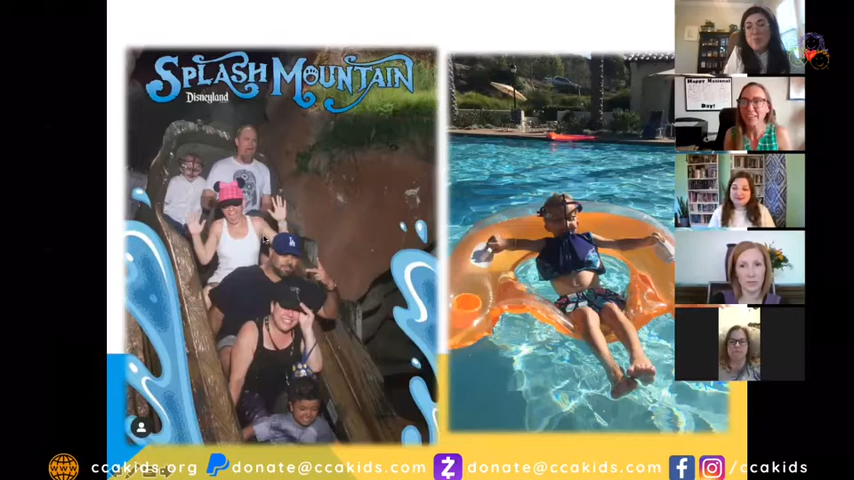 SPLASH MOUNTAIN
Disneyland
Happy National
Day!
ccakids.org donate@ccakids.com donate@ccakids.com /ccakids